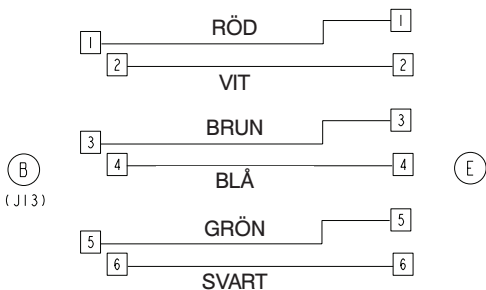 RÖD 1
1
2 2
VIT
BRUN 3
3
4 4
B BLÅ E
(J13)
GRÖN 5
5
6 6
SVART